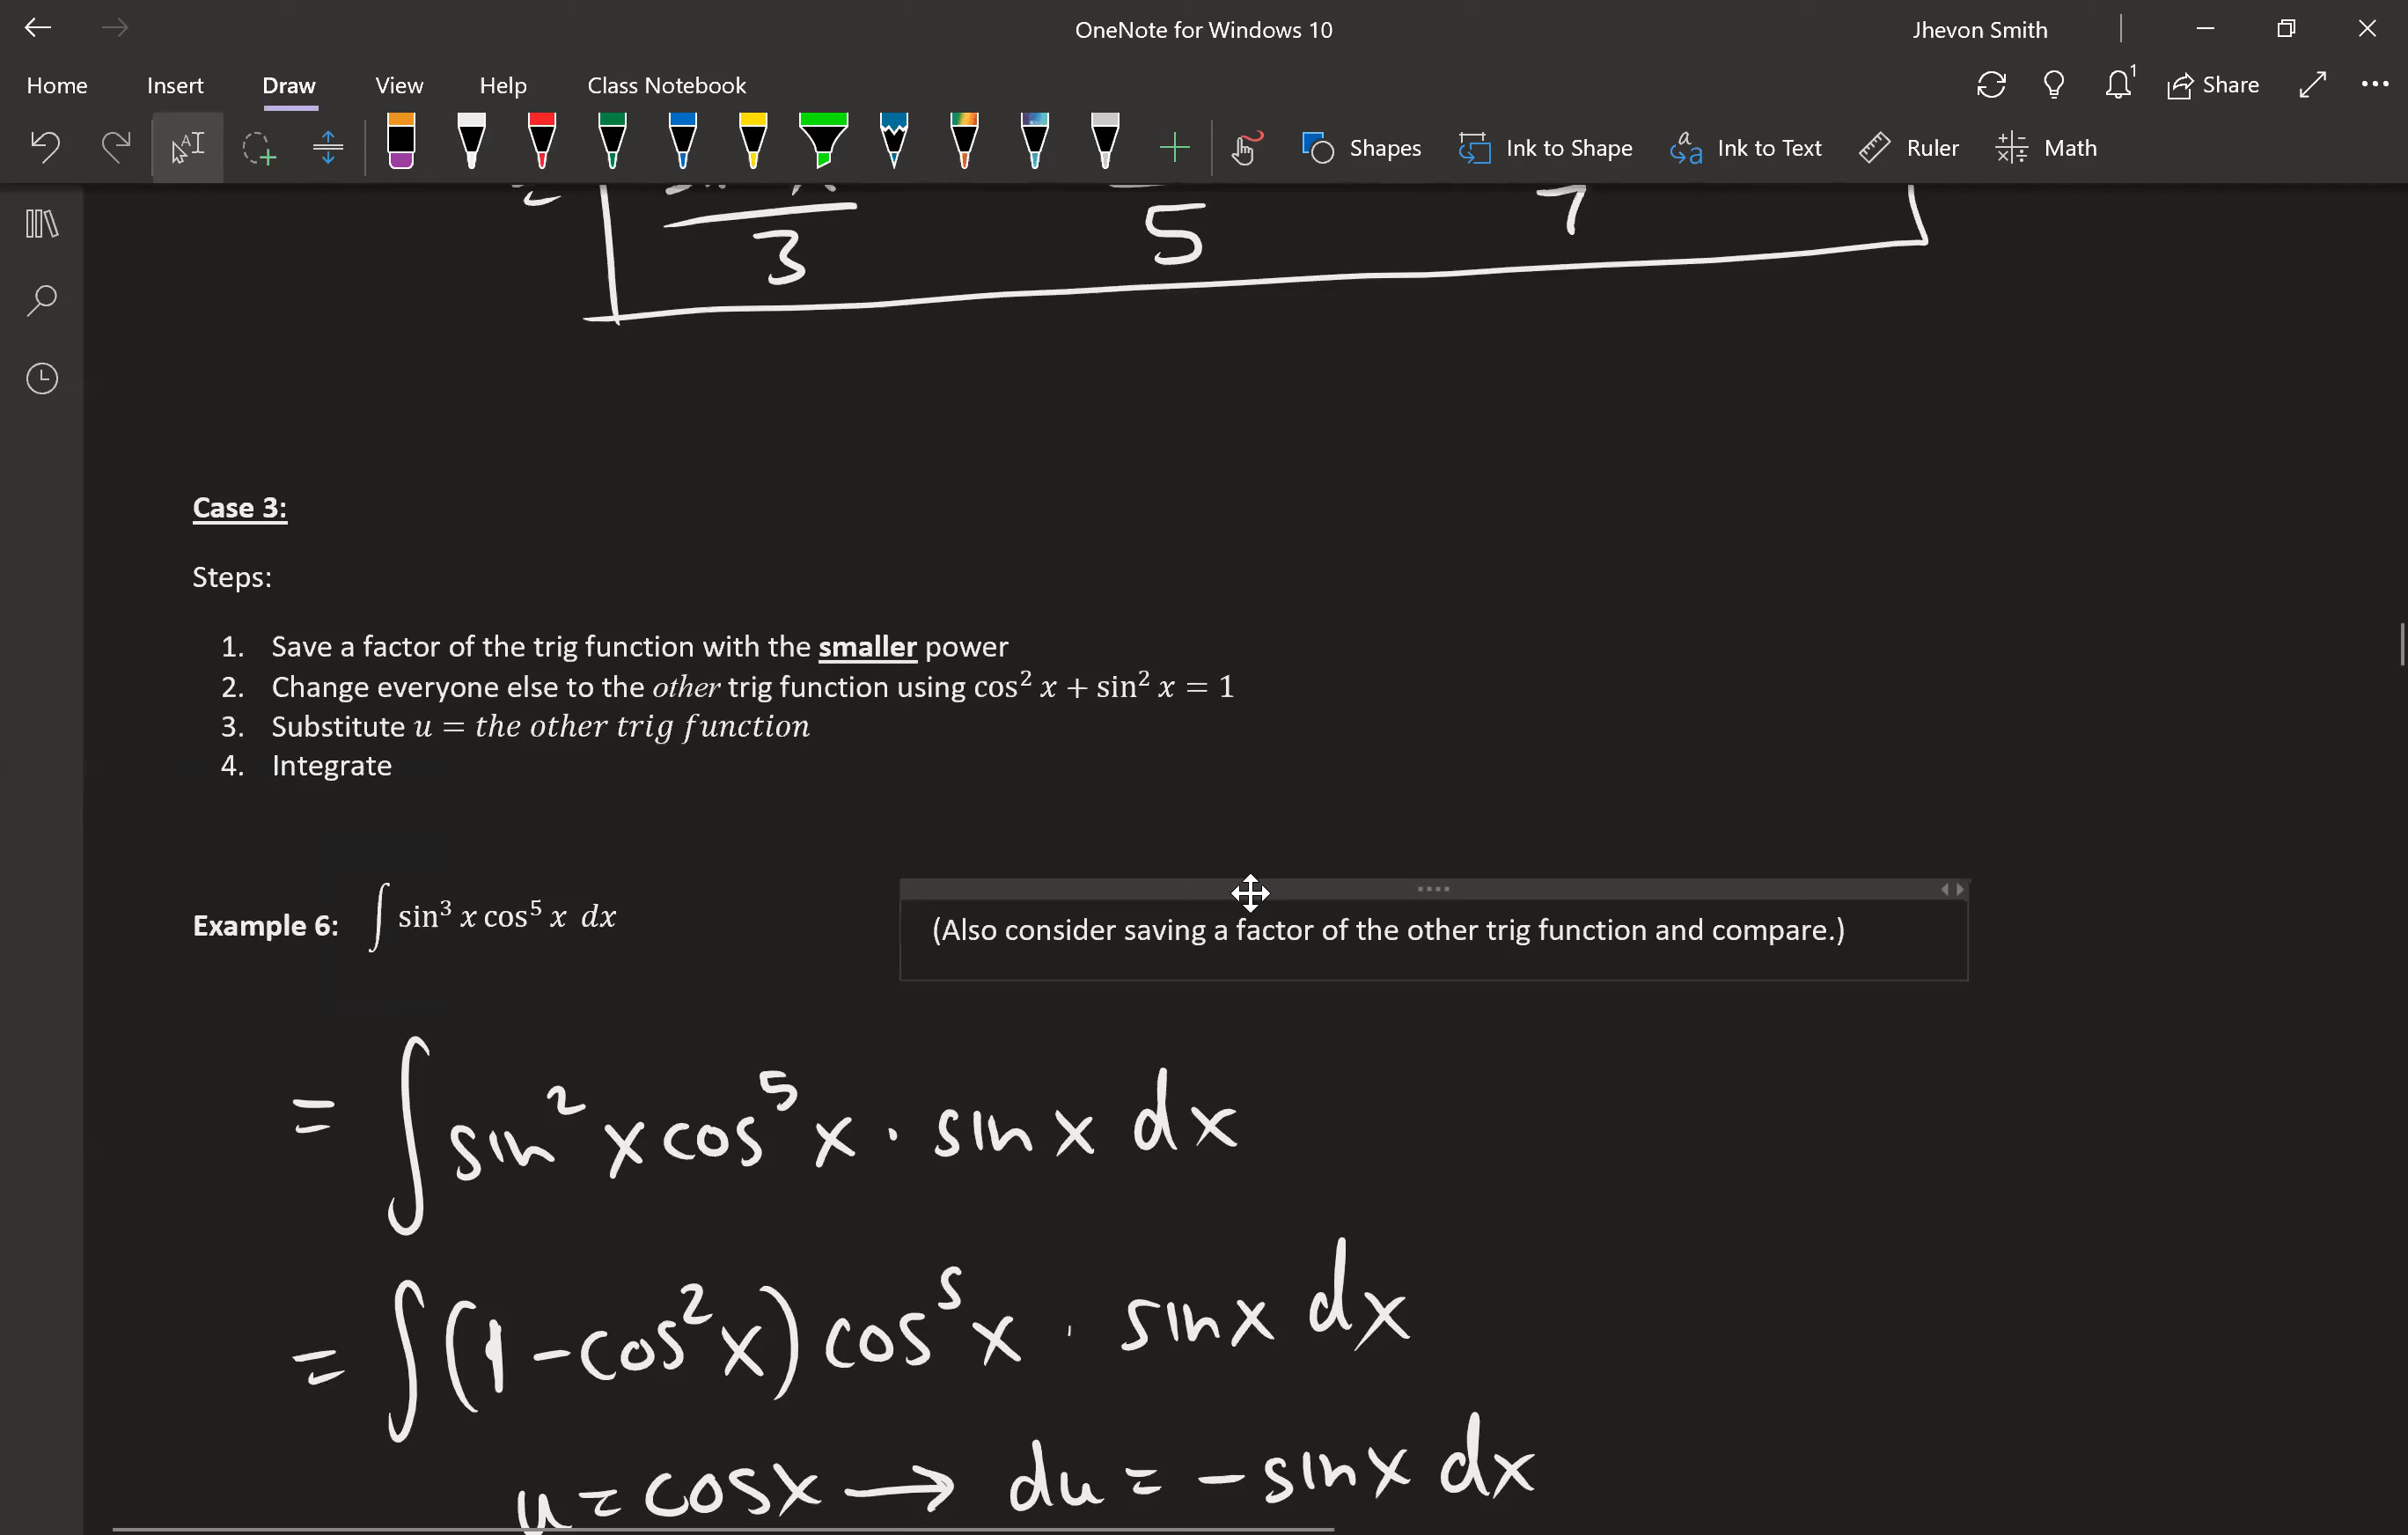 OneNote for Windows 10
Jhevon Smith
Home Insert Draw View Help Class Notebook
1 Share
Shapes Ink to Shape Ink to Text Ruler Math
3 5 7
Case 3:
Steps:
1. Save a factor of the trig function with the smaller power
2. Change everyone else to the other trig function using cos² x + sin² x = 1
3. Substitute u = the other trig function
4. Integrate
Example 6: ∫ sin³ x cos⁵ x dx
(Also consider saving a factor of the other trig function and compare.)
= ∫ sin² x cos⁵ x · sin x dx
= ∫ (1 - cos² x) cos⁵ x · sin x dx
u = cos x → du = - sin x dx